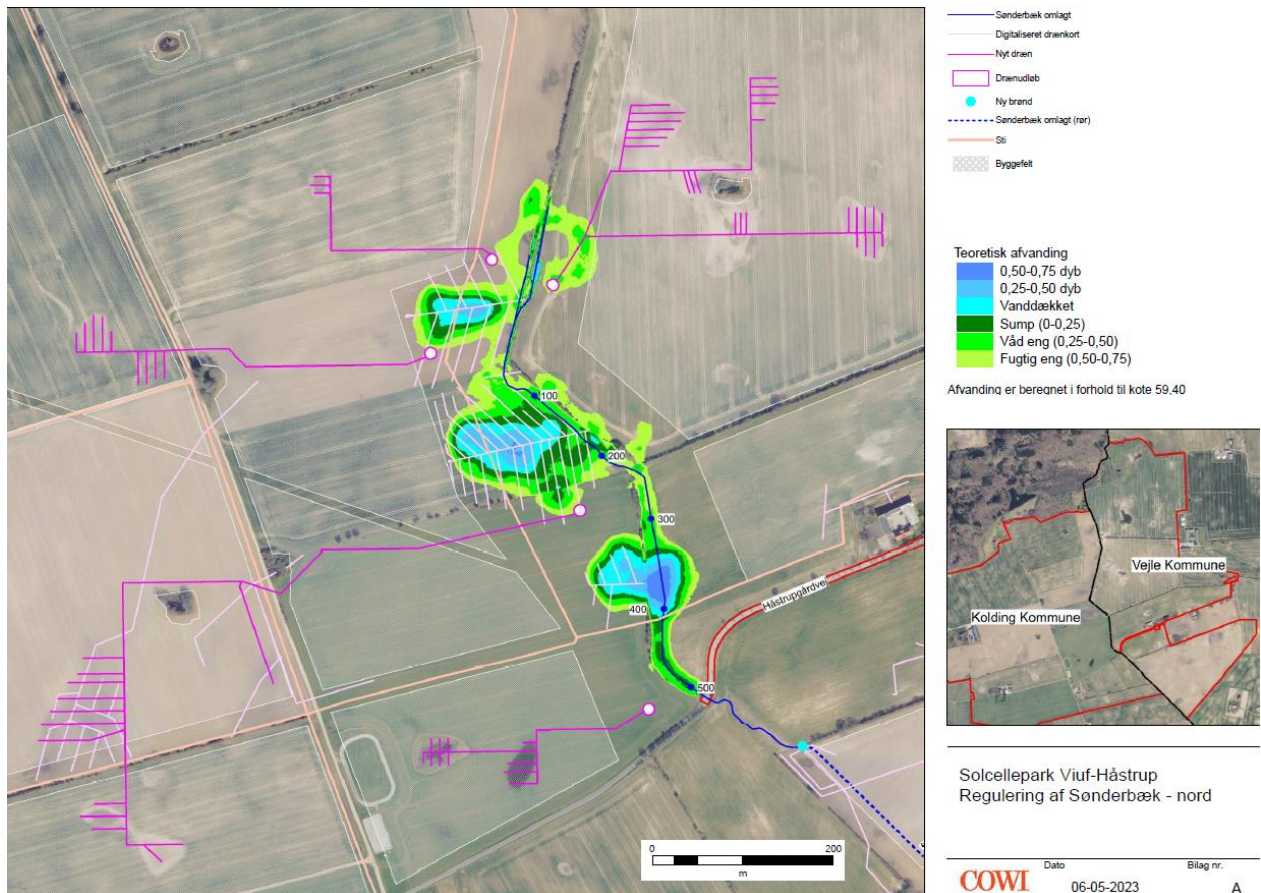 Sønderbæk omlagt
Digitaliseret drænkort
Nyt dræn
Drænudløb
Ny brønd
Sønderbæk omlagt (rør)
Sti
Byggefelt
Teoretisk afvanding
0,50-0,75 dyb
0,25-0,50 dyb
Vanddækket
Sump (0-0,25)
Våd eng (0,25-0,50)
Fugtig eng (0,50-0,75)
Afvanding er beregnet i forhold til kote 59,40
100
200
300
400
500
Håstrupgårdvej
0 200
m
Vejle Kommune
Kolding Kommune
Solcellepark Viuf-Håstrup
Regulering af Sønderbæk - nord
COWI
Dato
06-05-2023
Bilag nr.
A